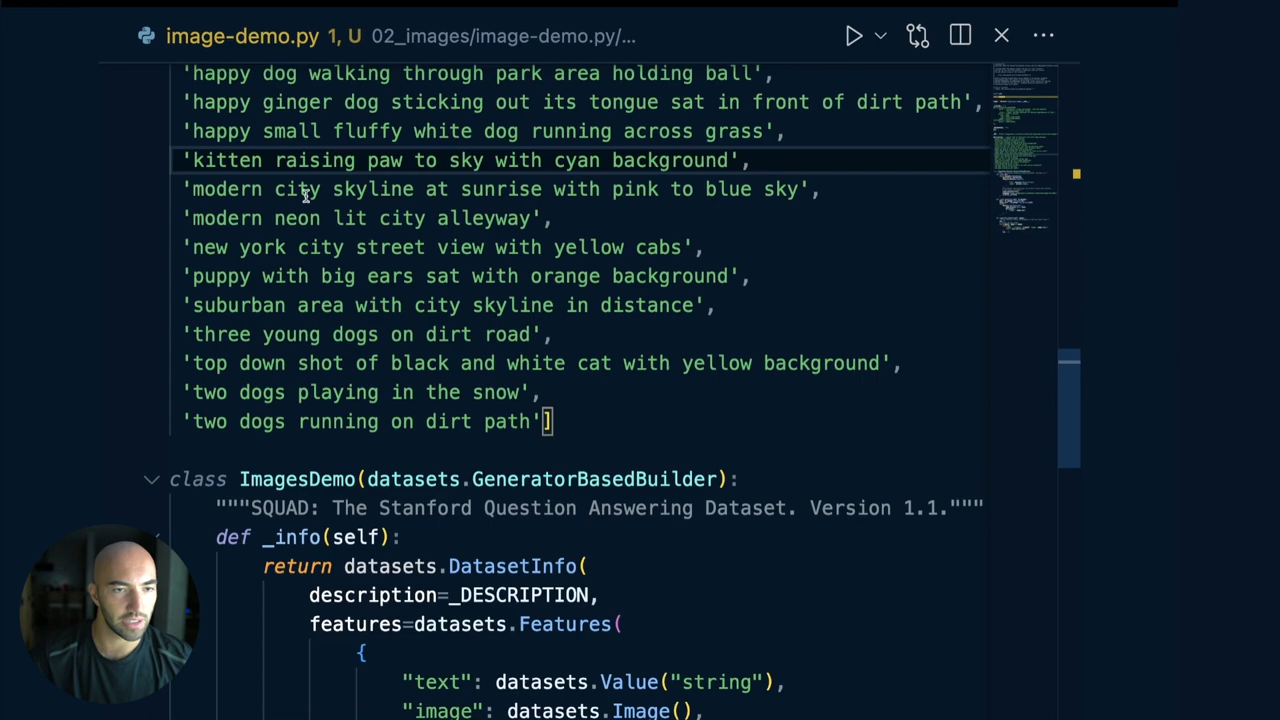 image-demo.py 1, U 02_images/image-demo.py/...
'happy dog walking through park area holding ball',
'happy ginger dog sticking out its tongue sat in front of dirt path',
'happy small fluffy white dog running across grass',
'kitten raising paw to sky with cyan background',
'modern city skyline at sunrise with pink to blue sky',
'modern neon lit city alleyway',
'new york city street view with yellow cabs',
'puppy with big ears sat with orange background',
'suburban area with city skyline in distance',
'three young dogs on dirt road',
'top down shot of black and white cat with yellow background',
'two dogs playing in the snow',
'two dogs running on dirt path']
class ImagesDemo(datasets.GeneratorBasedBuilder):
"""SQUAD: The Stanford Question Answering Dataset. Version 1.1."""
def _info(self):
return datasets.DatasetInfo(
description=_DESCRIPTION,
features=datasets.Features(
{
"text": datasets.Value("string"),
"image": datasets.Image(),